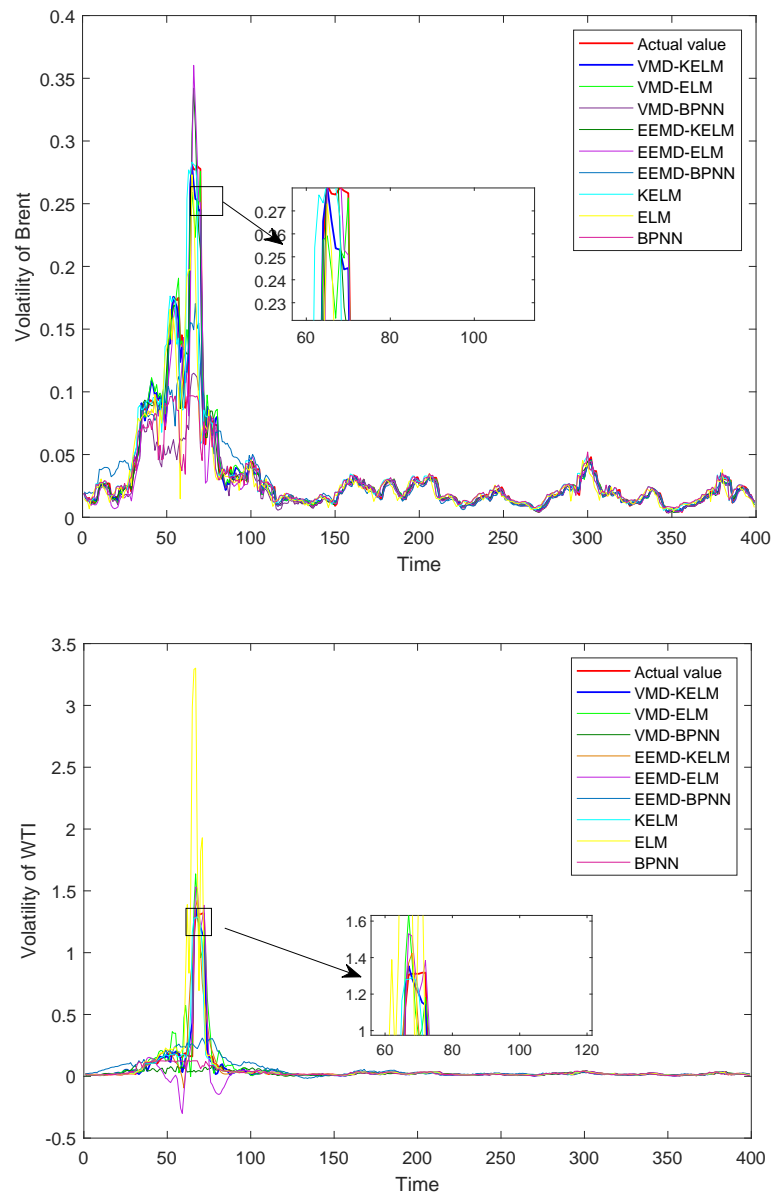 0.4
0.35
0.3
0.25
0.2
0.15
0.1
0.05
0
Volatility of Brent
0 50 100 150 200 250 300 350 400
Time
Actual value
VMD-KELM
VMD-ELM
VMD-BPNN
EEMD-KELM
EEMD-ELM
EEMD-BPNN
KELM
ELM
BPNN
0.27
0.26
0.25
0.24
0.23
60 80 100
3.5
3
2.5
2
1.5
1
0.5
0
-0.5
Volatility of WTI
0 50 100 150 200 250 300 350 400
Time
Actual value
VMD-KELM
VMD-ELM
VMD-BPNN
EEMD-KELM
EEMD-ELM
EEMD-BPNN
KELM
ELM
BPNN
1.6
1.4
1.2
1
60 80 100 120